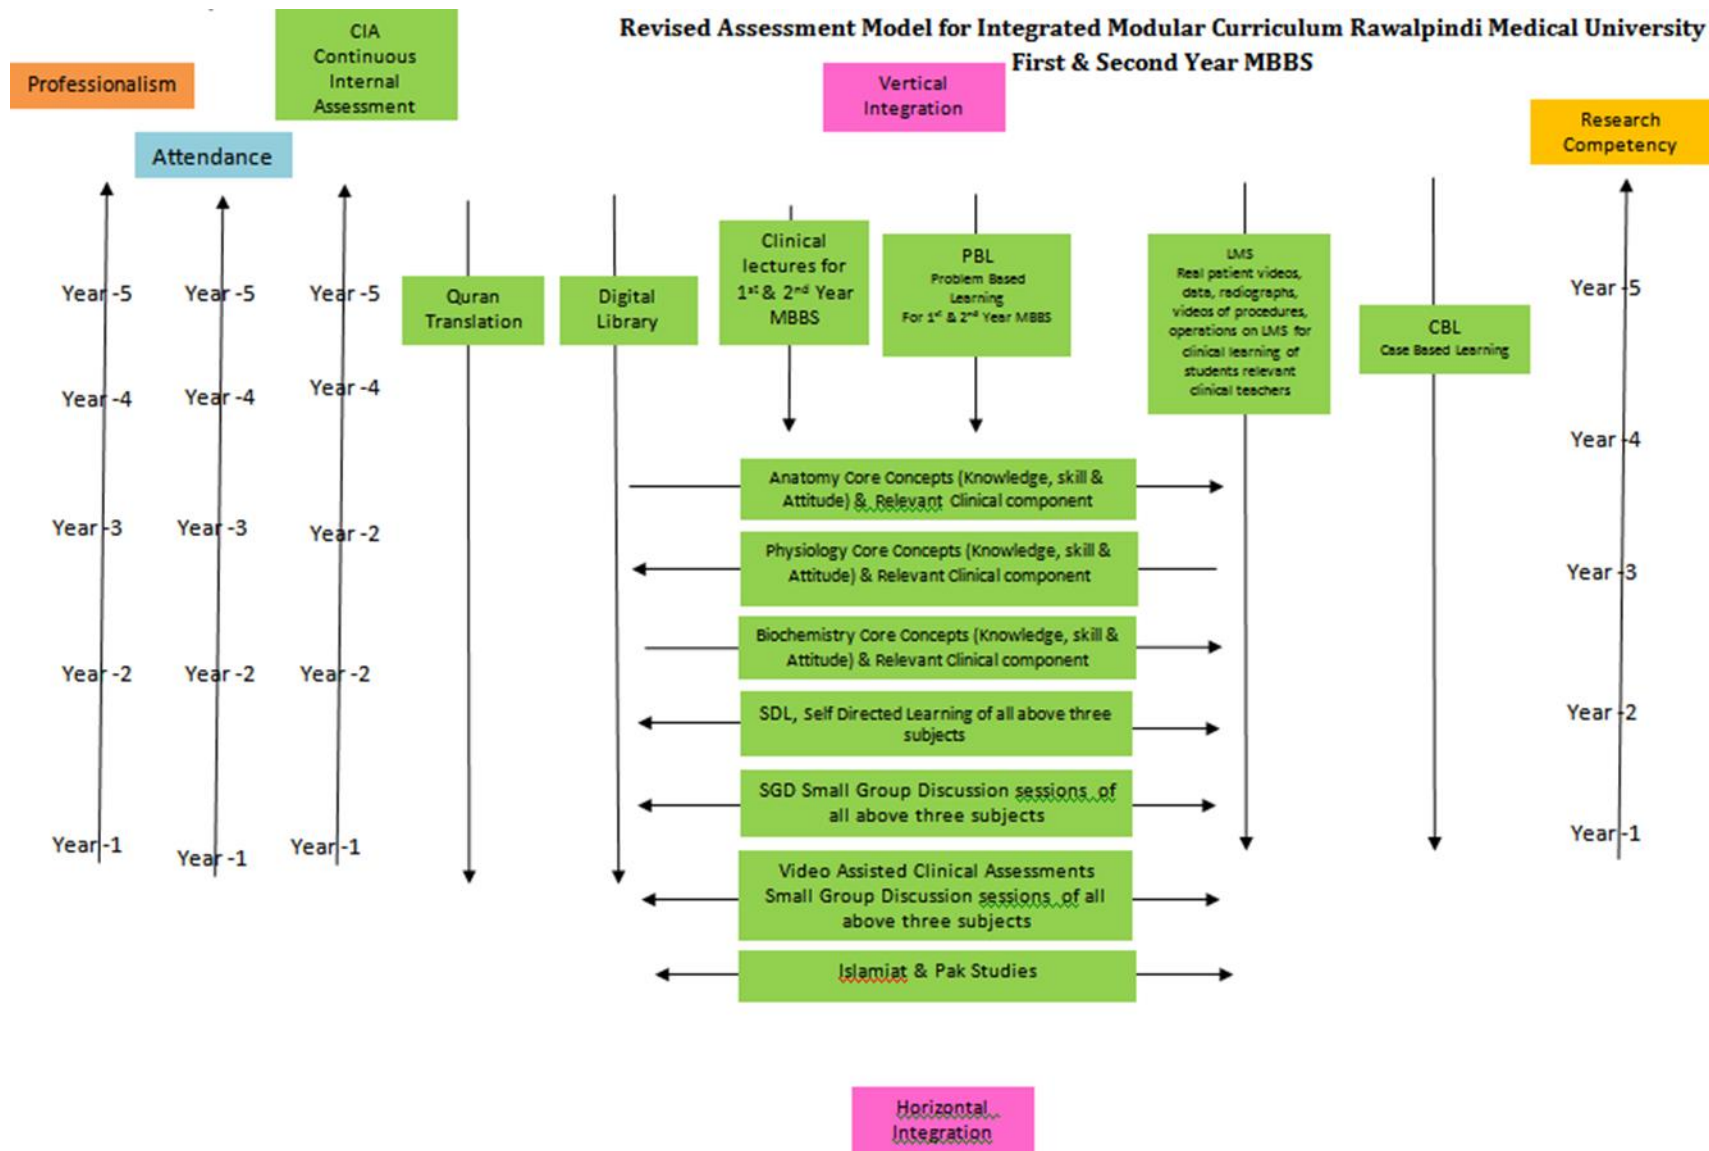 Revised Assessment Model for Integrated Modular Curriculum Rawalpindi Medical University
First & Second Year MBBS
Professionalism
Attendance
CIA
Continuous
Internal
Assessment
Vertical
Integration
Research
Competency
Year -5
Year -4
Year -3
Year -2
Year -1
Year -5
Year -4
Year -3
Year -2
Year -1
Year -5
Year -4
Year -2
Year -2
Year -1
Quran
Translation
Digital
Library
Clinical
lectures for
1st & 2nd Year
MBBS
PBL
Problem Based
Learning
For 1st & 2nd Year MBBS
LMS
Real patient videos,
data, radiographs,
videos of procedures,
operations on LMS for
clinical learning of
students relevant
clinical teachers
CBL
Case Based Learning
Year -5
Year -4
Year -3
Year -2
Year -1
Anatomy Core Concepts (Knowledge, skill &
Attitude) & Relevant Clinical component
Physiology Core Concepts (Knowledge, skill &
Attitude) & Relevant Clinical component
Biochemistry Core Concepts (Knowledge, skill &
Attitude) & Relevant Clinical component
SDL, Self Directed Learning of all above three
subjects
SGD Small Group Discussion sessions of
all above three subjects
Video Assisted Clinical Assessments
Small Group Discussion sessions of all
above three subjects
Islamiat & Pak Studies
Horizontal
Integration